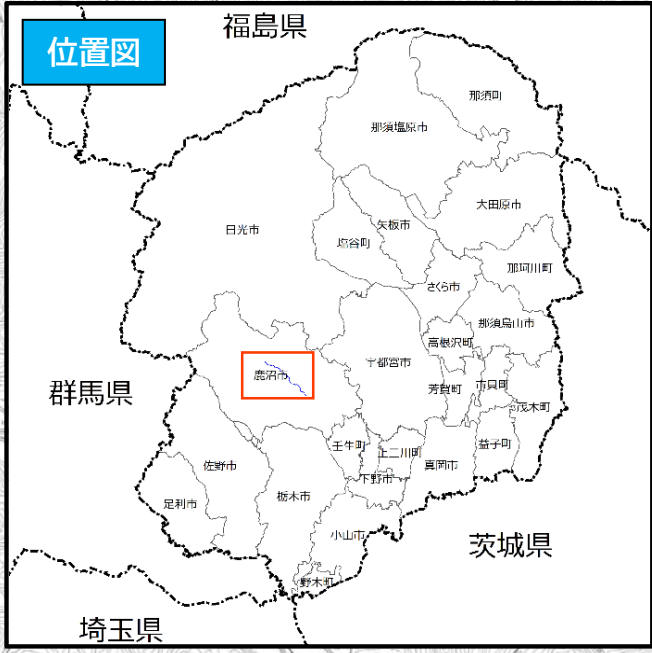 福島県
位置図
那須町
那須塩原市
大田原市
矢板市
日光市
塩谷町
那珂川町
さくら市
那須烏山市
高根沢町
宇都宮市
鹿沼市
群馬県
芳賀町
市貝町
茂木町
壬生町
上三川町
益子町
佐野市
真岡市
下野市
栃木市
足利市
小山市
茨城県
野木町
埼玉県